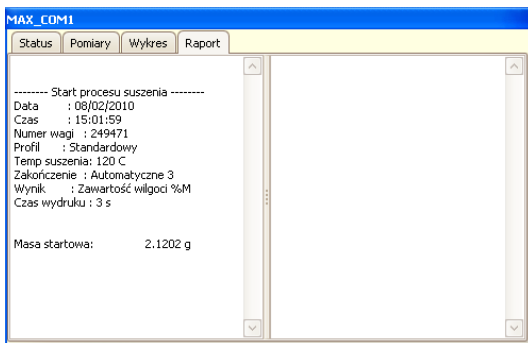 MAX_COM1
Status Pomiary Wykres Raport
-------- Start procesu suszenia --------
Data : 08/02/2010
Czas : 15:01:59
Numer wagi : 249471
Profil : Standardowy
Temp suszenia: 120 C
Zakończenie : Automatyczne 3
Wynik : Zawartość wilgoci %M
Czas wydruku : 3 s
Masa startowa: 2.1202 g